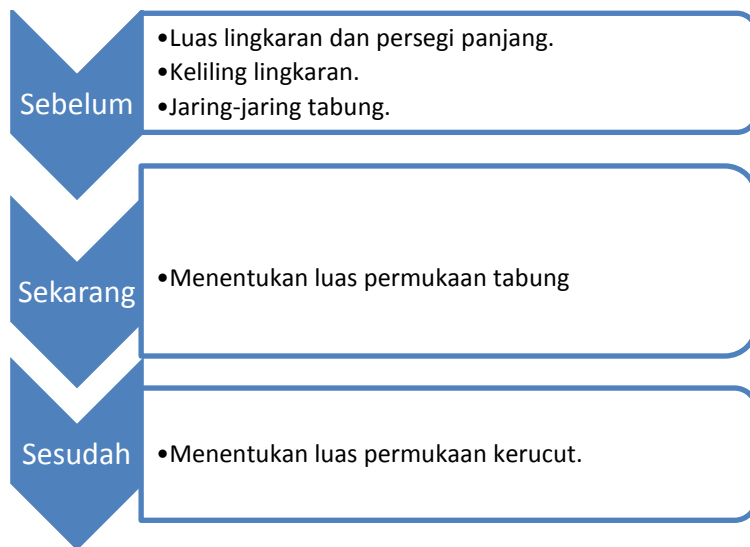 Sebelum
•Luas lingkaran dan persegi panjang.
•Keliling lingkaran.
•Jaring-jaring tabung.
Sekarang
•Menentukan luas permukaan tabung
Sesudah
•Menentukan luas permukaan kerucut.